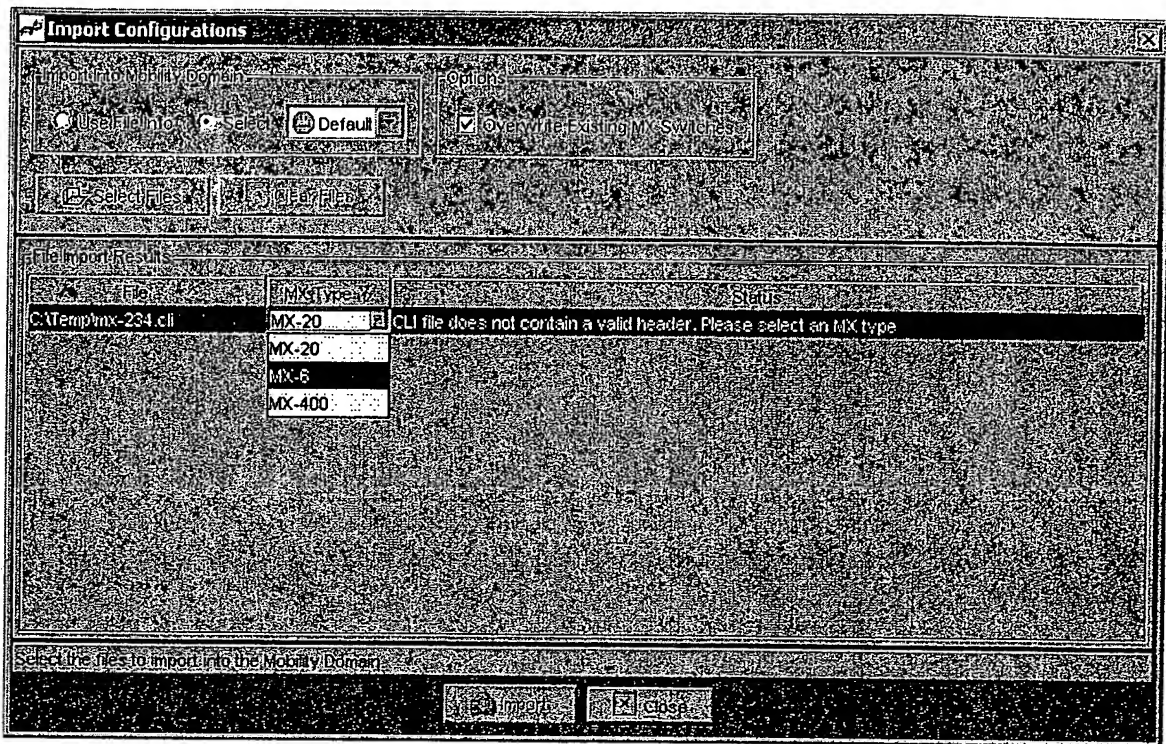 Import Configurations
Import into Mobility Domain
Options
Use File Info Select Default
Overwrite Existing MX Switches
Select Files Clear Files
File Import Results
File MX Type Status
C:\Temp\mx-234.cli MX-20 CLI file does not contain a valid header. Please select an MX type
MX-20
MX-6
MX-400
Select the files to import into the Mobility Domain
Import Close